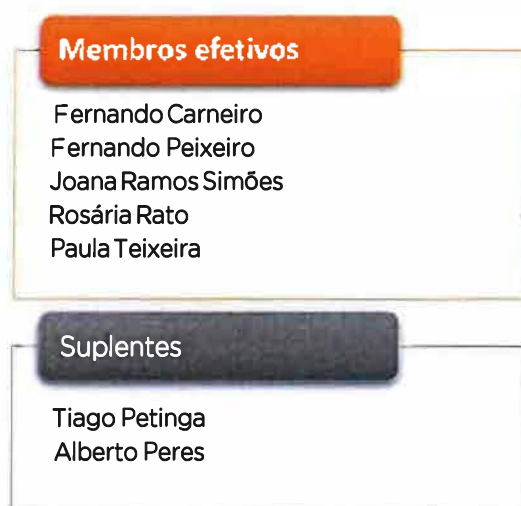 Membros efetivos
Fernando Carneiro
Fernando Peixeiro
Joana Ramos Simões
Rosária Rato
Paula Teixeira
Suplentes
Tiago Petinga
Alberto Peres